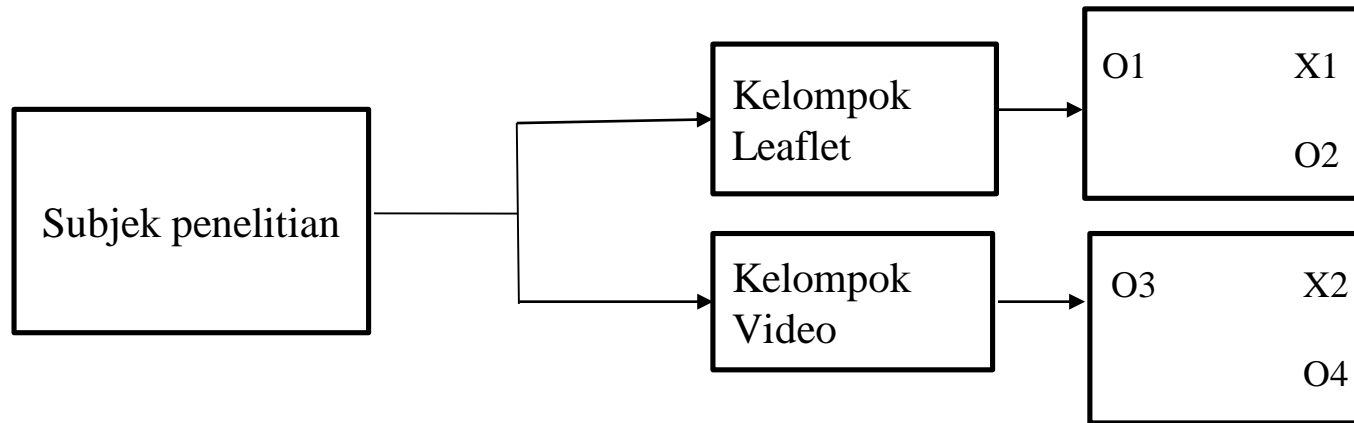 Subjek penelitian
Kelompok
Leaflet
O1 X1
O2
Kelompok
Video
O3 X2
O4